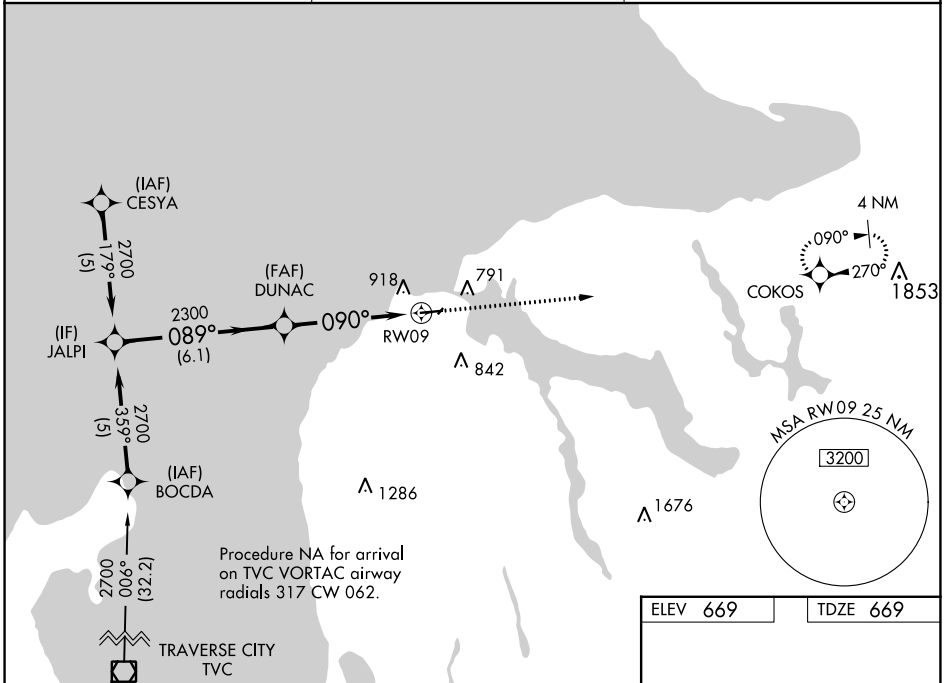 (IAF)
CESYA
2700
179°
(5)
4 NM
090°
270°
COKOS
1853
(FAF)
DUNAC
918
791
2300
089°
(6.1)
090°
RW09
(IF)
JALPI
842
2700
359°
(5)
MSA RW09 25 NM
3200
(IAF)
BOCDA
1286
1676
2700
006°
(32.2)
Procedure NA for arrival
on TVC VORTAC airway
radials 317 CW 062.
TRAVERSE CITY
TVC
ELEV 669
TDZE 669